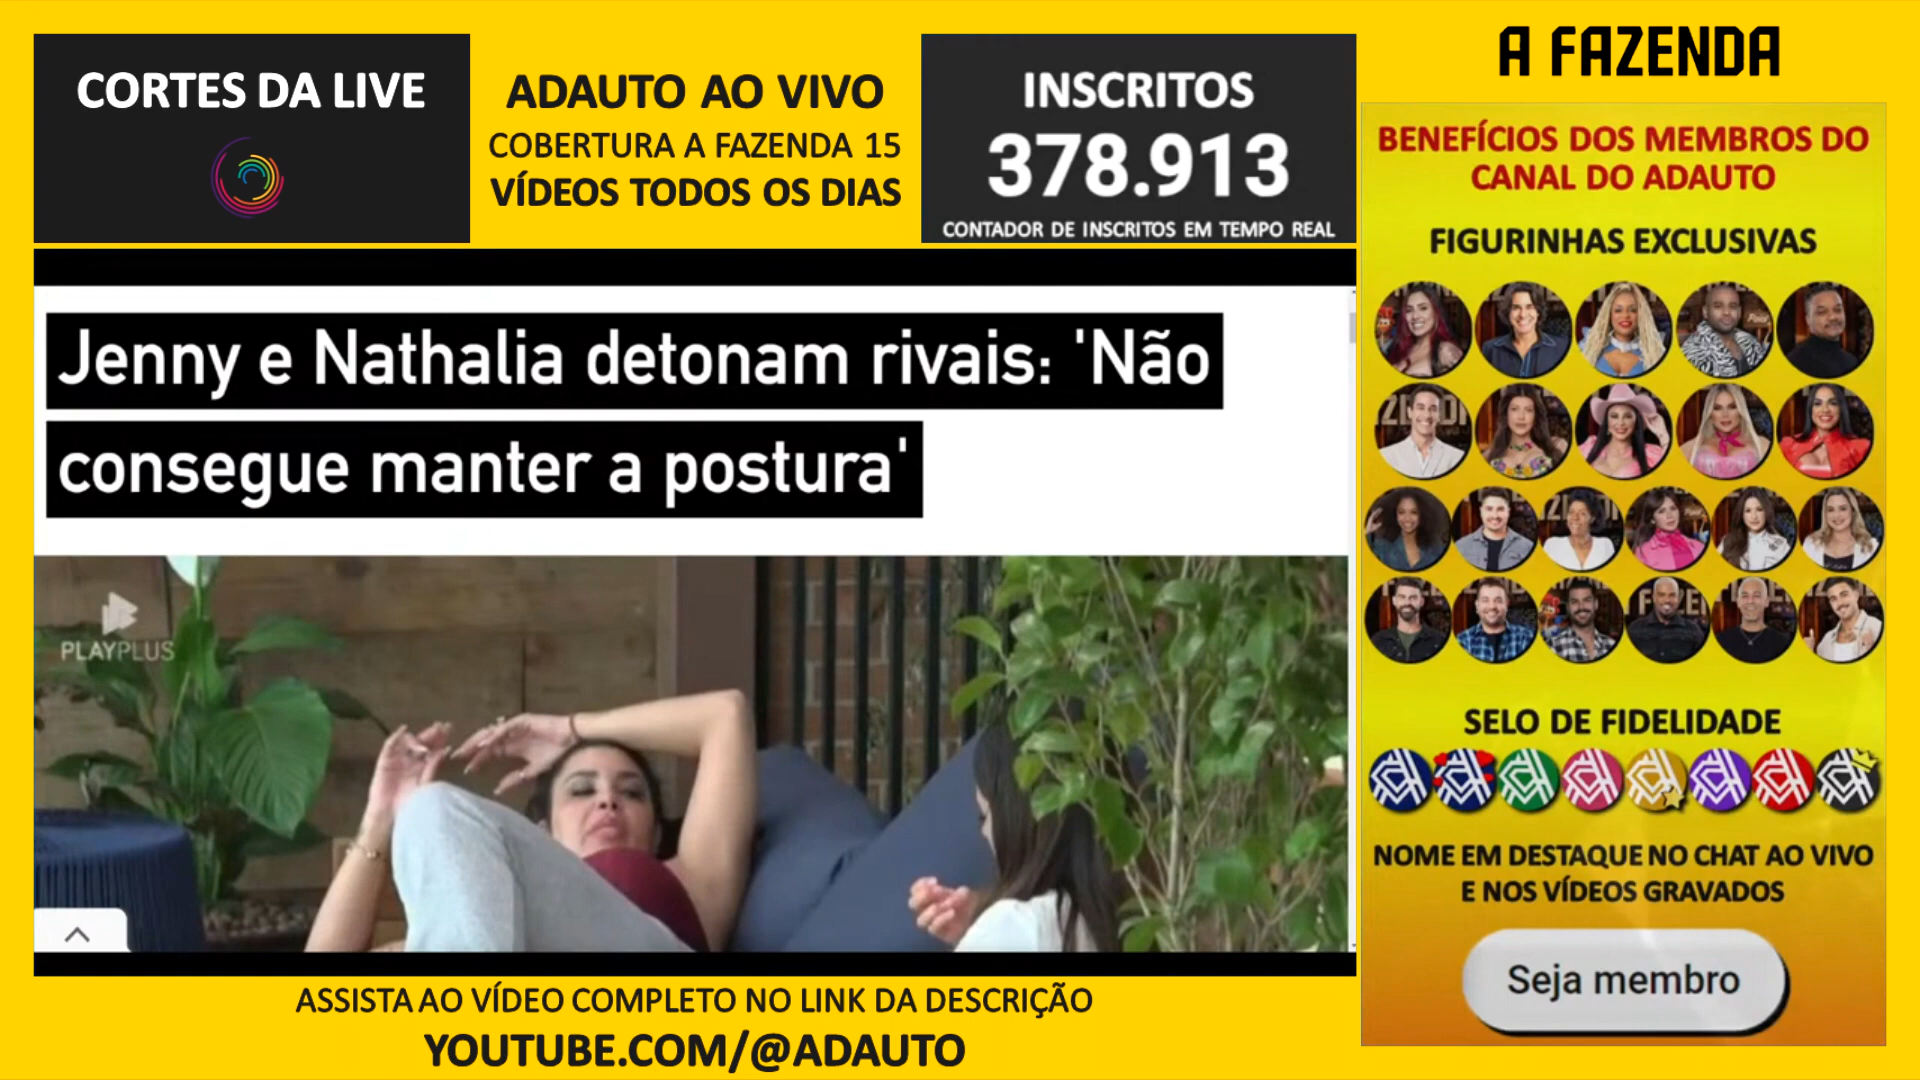 CORTES DA LIVE
ADAUTO AO VIVO
COBERTURA A FAZENDA 15
VÍDEOS TODOS OS DIAS
INSCRITOS
378.913
CONTADOR DE INSCRITOS EM TEMPO REAL
A FAZENDA
BENEFÍCIOS DOS MEMBROS DO
CANAL DO ADAUTO
FIGURINHAS EXCLUSIVAS
SELO DE FIDELIDADE
NOME EM DESTAQUE NO CHAT AO VIVO
E NOS VÍDEOS GRAVADOS
Seja membro
Jenny e Nathalia detonam rivais: 'Não
consegue manter a postura'
PLAYPLUS
ASSISTA AO VÍDEO COMPLETO NO LINK DA DESCRIÇÃO
YOUTUBE.COM/@ADAUTO